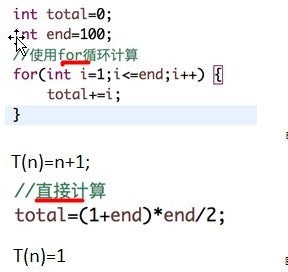 int total=0;
int end=100;
//使用for循环计算
for(int i=1;i<=end;i++) {
total+=i;
}
T(n)=n+1;
//直接计算
total=(1+end)*end/2;
T(n)=1